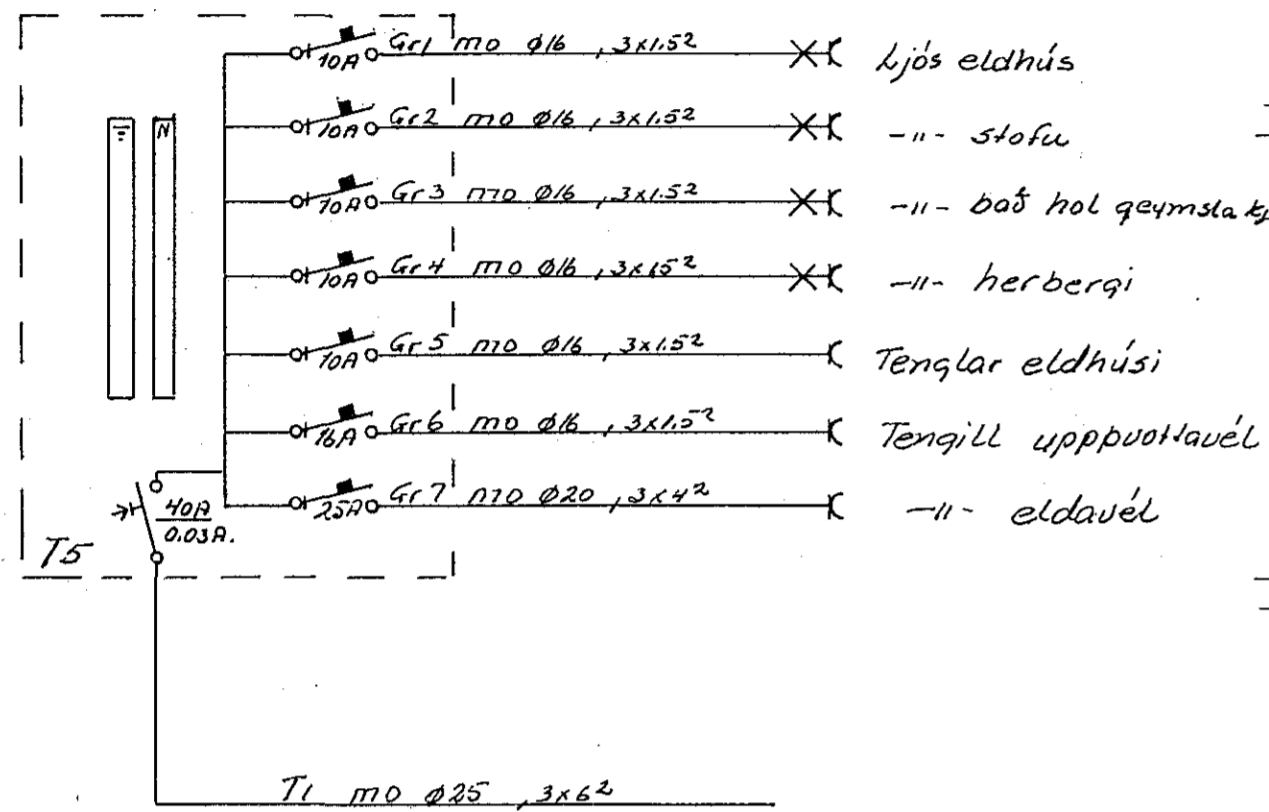 10A Gr1 mo ø16, 3x1.5² Ljós eldhús
N
10A Gr2 mo ø16, 3x1.5² -"- stofu
10A Gr3 mo ø16, 3x1.5² -"- bað hol geymsla
10A Gr4 mo ø16, 3x15² -"- herbergi
10A Gr5 mo ø16, 3x1.5² Tenglar eldhúsi
16A Gr6 mo ø16, 3x1.5² Tengill uppþvottavél
25A Gr7 mo ø20, 3x4² -"- eldavél
40A
0.03A.
T5
T1 mo ø25, 3x6²